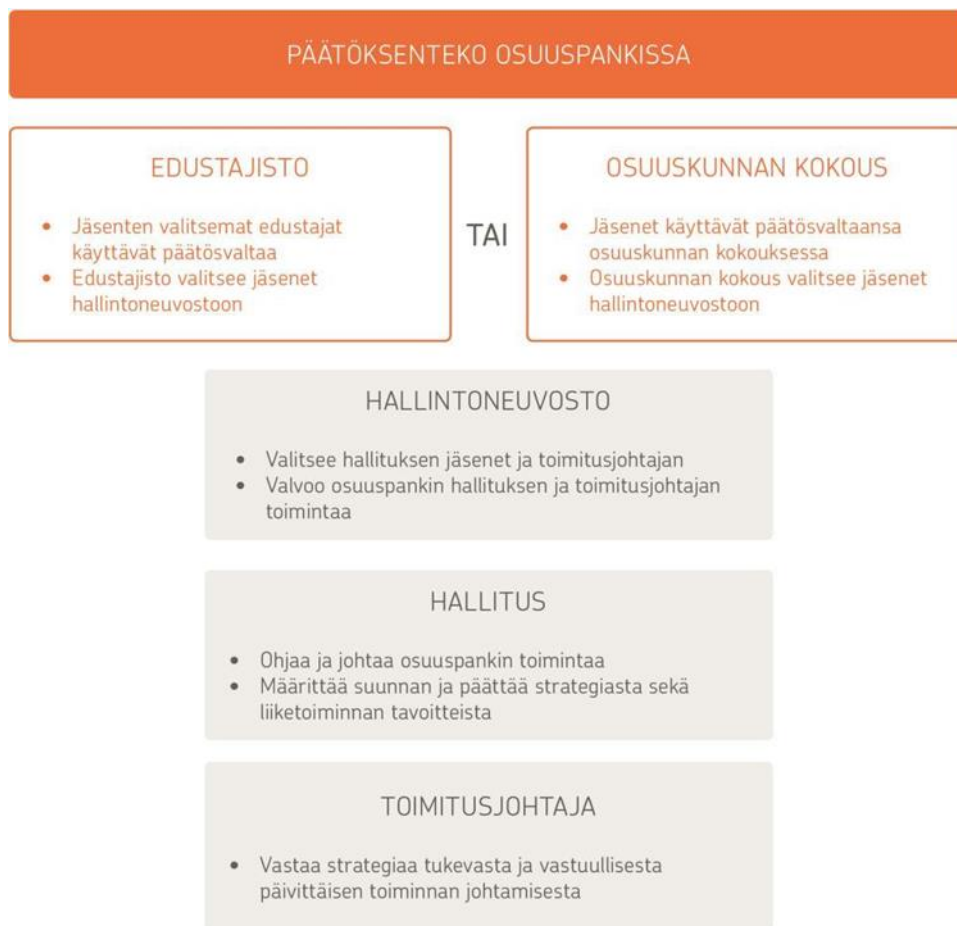 PÄÄTÖKSENTEKO OSUUSPANKISSA
EDUSTAJISTO
• Jäsenten valitsemat edustajat
käyttävät päätösvaltaa
• Edustajisto valitsee jäsenet
hallintoneuvostoon
TAI
OSUUSKUNNAN KOKOUS
• Jäsenet käyttävät päätösvaltaansa
osuuskunnan kokouksessa
• Osuuskunnan kokous valitsee jäsenet
hallintoneuvostoon
HALLINTONEUVOSTO
• Valitsee hallituksen jäsenet ja toimitusjohtajan
• Valvoo osuuspankin hallituksen ja toimitusjohtajan
toimintaa
HALLITUS
• Ohjaa ja johtaa osuuspankin toimintaa
• Määrittää suunnan ja päättää strategiasta sekä
liiketoiminnan tavoitteista
TOIMITUSJOHTAJA
• Vastaa strategiaa tukevasta ja vastuullisesta
päivittäisen toiminnan johtamisesta